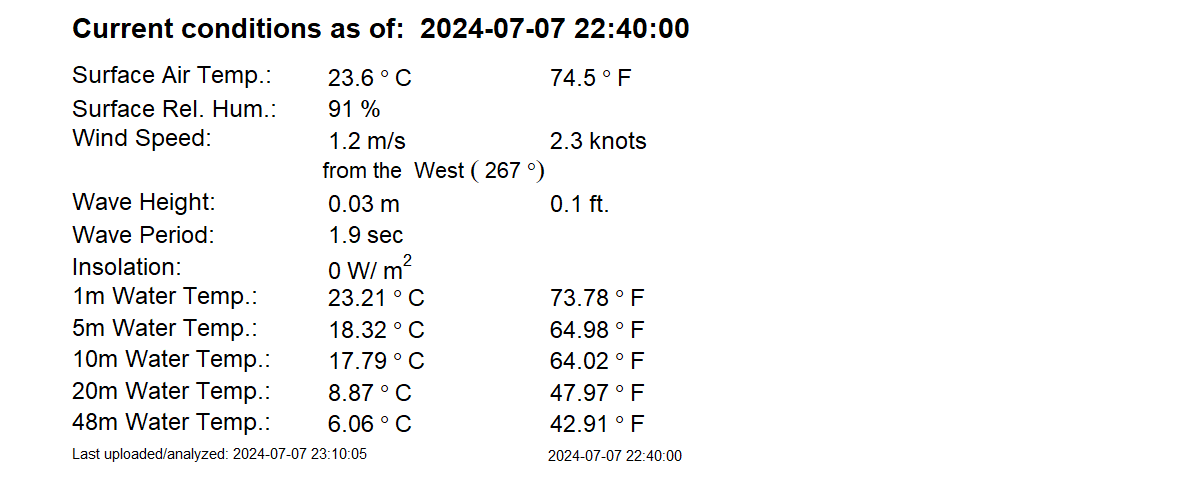 Current conditions as of: 2024-07-07 22:40:00
Surface Air Temp.: 23.6 ° C 74.5 ° F
Surface Rel. Hum.: 91 %
Wind Speed: 1.2 m/s 2.3 knots
from the West ( 267 °)
Wave Height: 0.03 m 0.1 ft.
Wave Period: 1.9 sec
Insolation: 0 W/ m²
1m Water Temp.: 23.21 ° C 73.78 ° F
5m Water Temp.: 18.32 ° C 64.98 ° F
10m Water Temp.: 17.79 ° C 64.02 ° F
20m Water Temp.: 8.87 ° C 47.97 ° F
48m Water Temp.: 6.06 ° C 42.91 ° F
Last uploaded/analyzed: 2024-07-07 23:10:05 2024-07-07 22:40:00